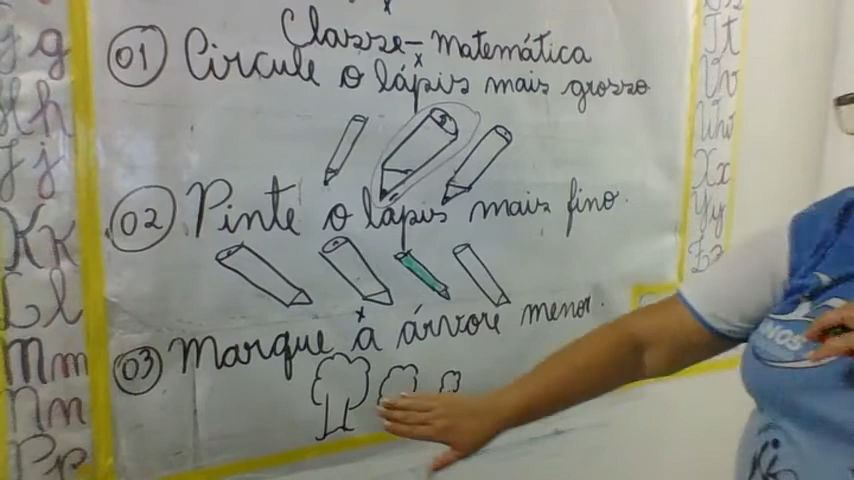 Classe - matemática
01 Circule o lápis mais grosso
02 Pinte o lápis mais fino.
03 Marque a árvore menor.
g
h
J j
K k
L l
M m
N n
P p
T t
V v
W w
X x
Y y
Z z